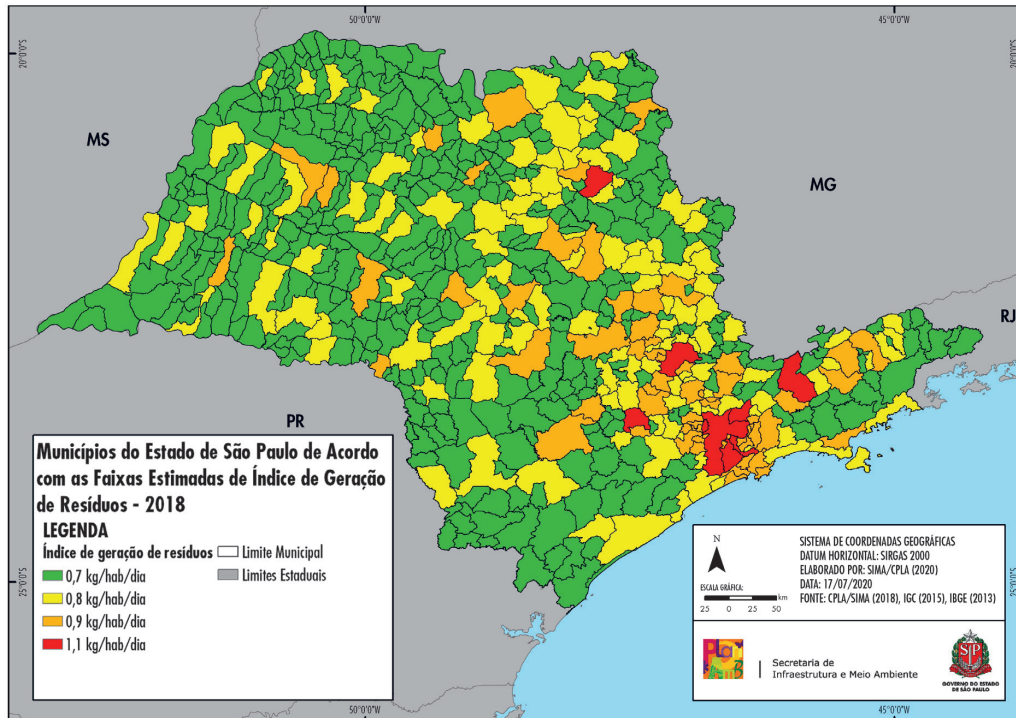 50°0'0"W
45°0'0"W
20°0'0"S
20°0'0"S
MS
MG
RJ
PR
Municípios do Estado de São Paulo de Acordo
com as Faixas Estimadas de Índice de Geração
de Resíduos - 2018
LEGENDA
Índice de geração de resíduos
Limite Municipal
0,7 kg/hab/dia
Limites Estaduais
0,8 kg/hab/dia
0,9 kg/hab/dia
1,1 kg/hab/dia
25°0'0"S
25°0'0"S
N
ESCALA GRÁFICA:
km
25 0 25 50
SISTEMA DE COORDENADAS GEOGRÁFICAS
DATUM HORIZONTAL: SIRGAS 2000
ELABORADO POR: SIMA/CPLA (2020)
DATA: 17/07/2020
FONTE: CPLA/SIMA (2018), IGC (2015), IBGE (2013)
Secretaria de
Infraestrutura e Meio Ambiente
GOVERNO DO ESTADO
DE SÃO PAULO
50°0'0"W
45°0'0"W